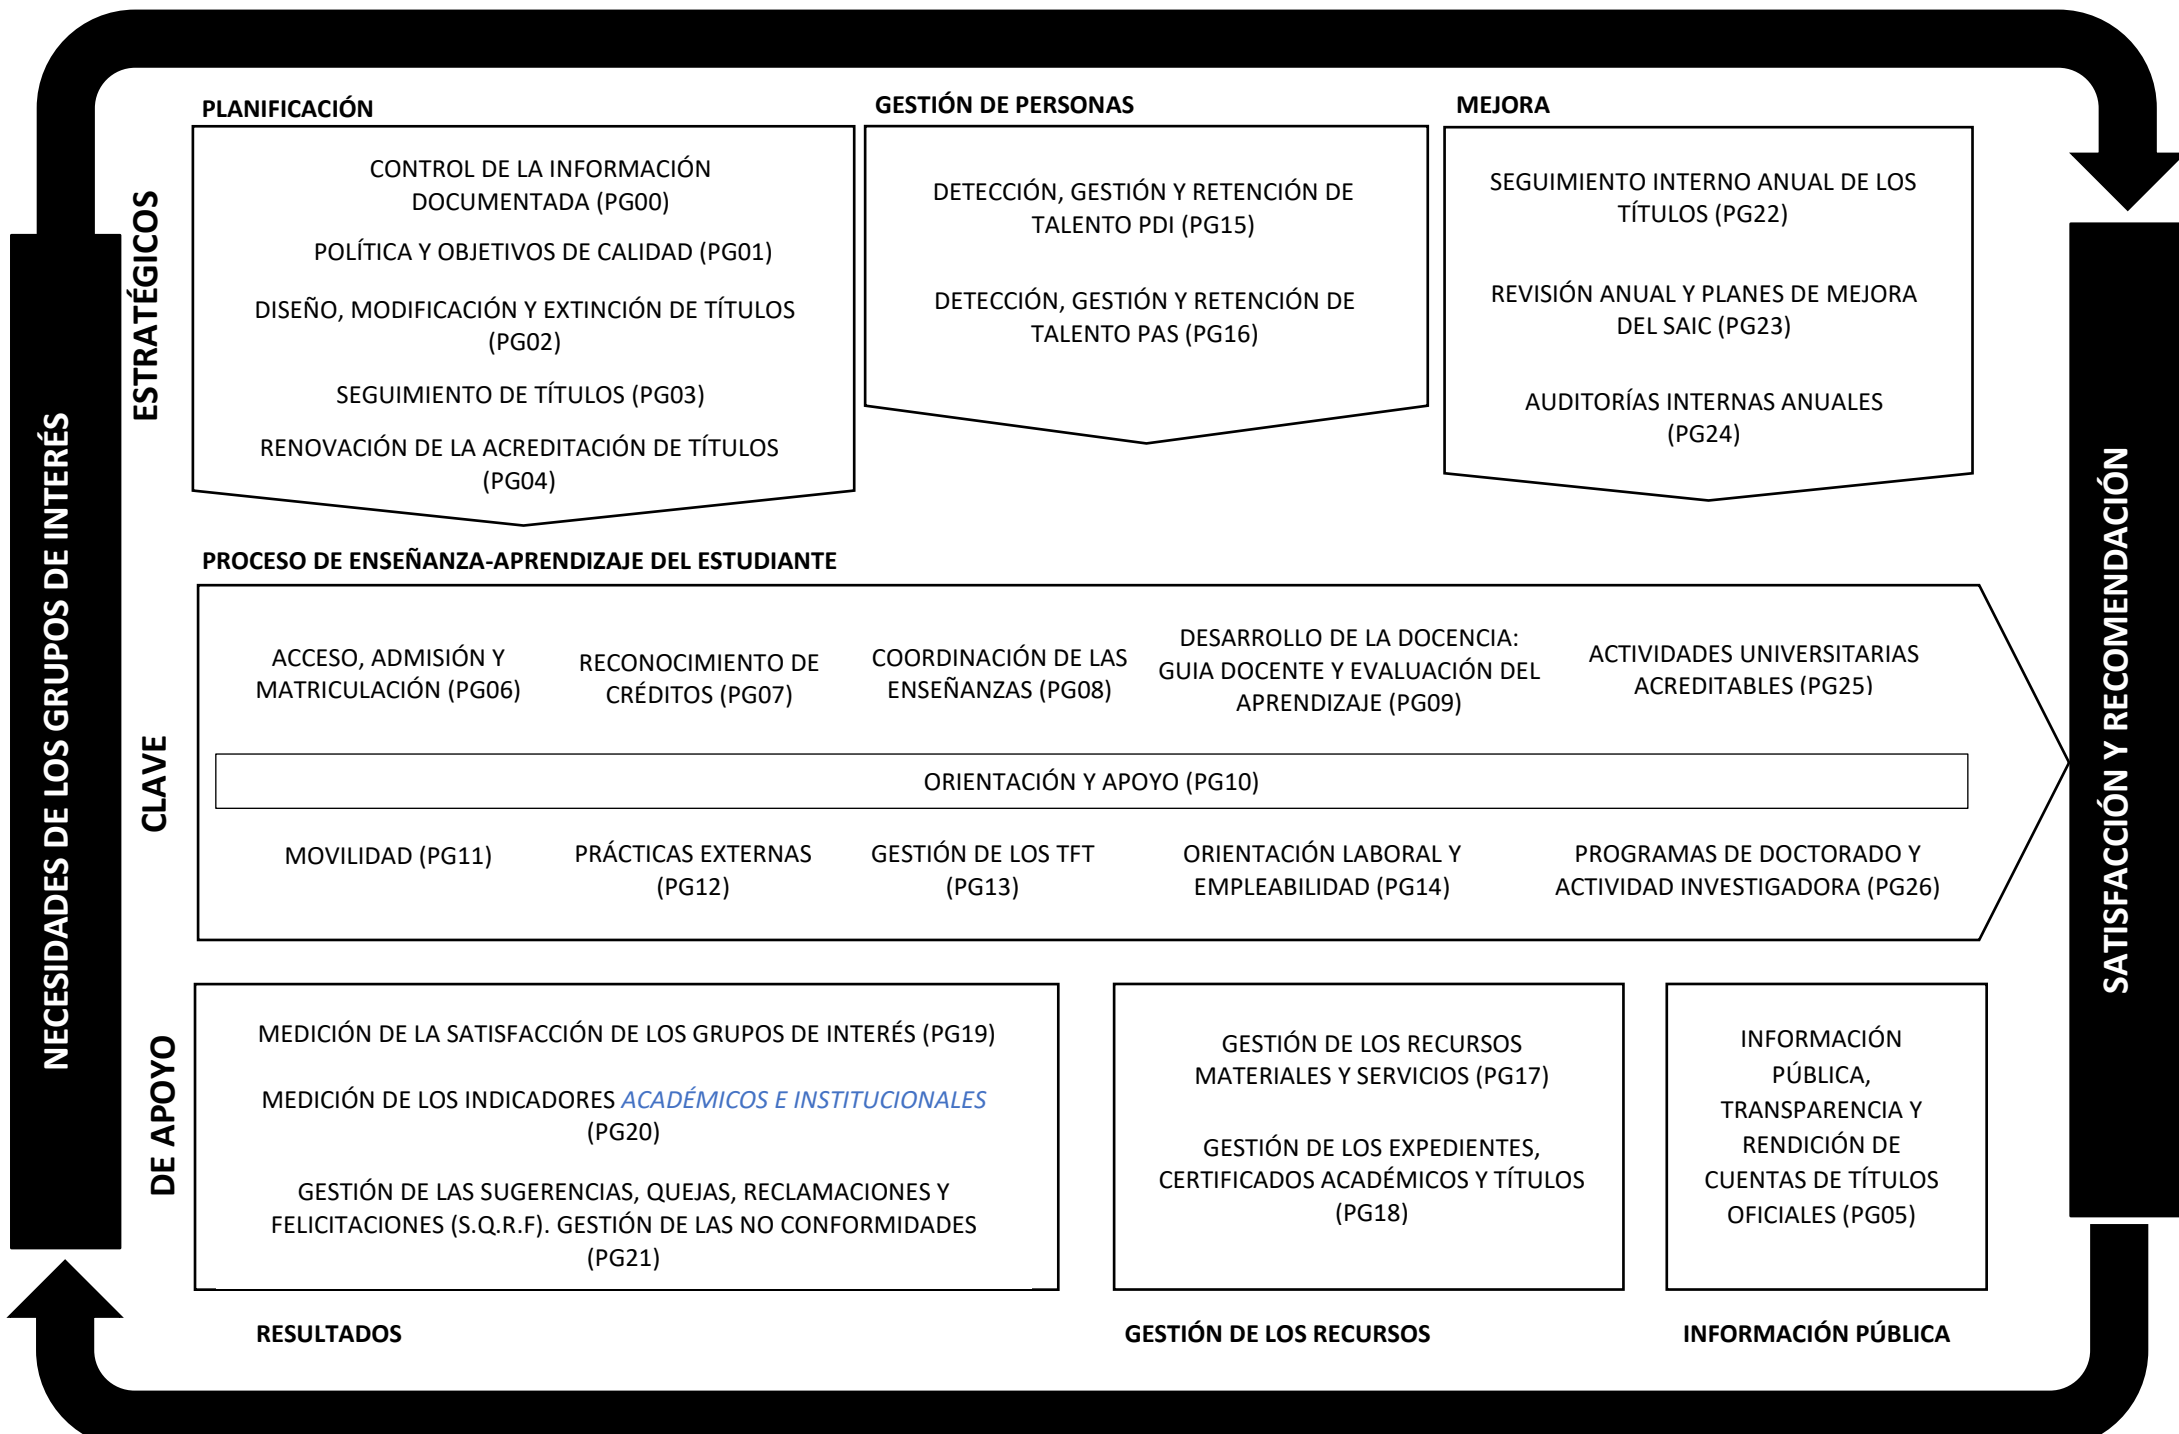 PLANIFICACIÓN
CONTROL DE LA INFORMACIÓN
DOCUMENTADA (PG00)
POLÍTICA Y OBJETIVOS DE CALIDAD (PG01)
DISEÑO, MODIFICACIÓN Y EXTINCIÓN DE TÍTULOS
(PG02)
SEGUIMIENTO DE TÍTULOS (PG03)
RENOVACIÓN DE LA ACREDITACIÓN DE TÍTULOS
(PG04)
GESTIÓN DE PERSONAS
DETECCIÓN, GESTIÓN Y RETENCIÓN DE
TALENTO PDI (PG15)
DETECCIÓN, GESTIÓN Y RETENCIÓN DE
TALENTO PAS (PG16)
MEJORA
SEGUIMIENTO INTERNO ANUAL DE LOS
TÍTULOS (PG22)
REVISIÓN ANUAL Y PLANES DE MEJORA
DEL SAIC (PG23)
AUDITORÍAS INTERNAS ANUALES
(PG24)
ESTRATÉGICOS
NECESIDADES DE LOS GRUPOS DE INTERÉS
SATISFACCIÓN Y RECOMENDACIÓN
PROCESO DE ENSEÑANZA-APRENDIZAJE DEL ESTUDIANTE
CLAVE
ACCESO, ADMISIÓN Y
MATRICULACIÓN (PG06)
RECONOCIMIENTO DE
CRÉDITOS (PG07)
COORDINACIÓN DE LAS
ENSEÑANZAS (PG08)
DESARROLLO DE LA DOCENCIA:
GUIA DOCENTE Y EVALUACIÓN DEL
APRENDIZAJE (PG09)
ACTIVIDADES UNIVERSITARIAS
ACREDITABLES (PG25)
ORIENTACIÓN Y APOYO (PG10)
MOVILIDAD (PG11)
PRÁCTICAS EXTERNAS
(PG12)
GESTIÓN DE LOS TFT
(PG13)
ORIENTACIÓN LABORAL Y
EMPLEABILIDAD (PG14)
PROGRAMAS DE DOCTORADO Y
ACTIVIDAD INVESTIGADORA (PG26)
DE APOYO
MEDICIÓN DE LA SATISFACCIÓN DE LOS GRUPOS DE INTERÉS (PG19)
MEDICIÓN DE LOS INDICADORES ACADÉMICOS E INSTITUCIONALES
(PG20)
GESTIÓN DE LAS SUGERENCIAS, QUEJAS, RECLAMACIONES Y
FELICITACIONES (S.Q.R.F). GESTIÓN DE LAS NO CONFORMIDADES
(PG21)
GESTIÓN DE LOS RECURSOS
MATERIALES Y SERVICIOS (PG17)
GESTIÓN DE LOS EXPEDIENTES,
CERTIFICADOS ACADÉMICOS Y TÍTULOS
(PG18)
INFORMACIÓN
PÚBLICA,
TRANSPARENCIA Y
RENDICIÓN DE
CUENTAS DE TÍTULOS
OFICIALES (PG05)
RESULTADOS
GESTIÓN DE LOS RECURSOS
INFORMACIÓN PÚBLICA